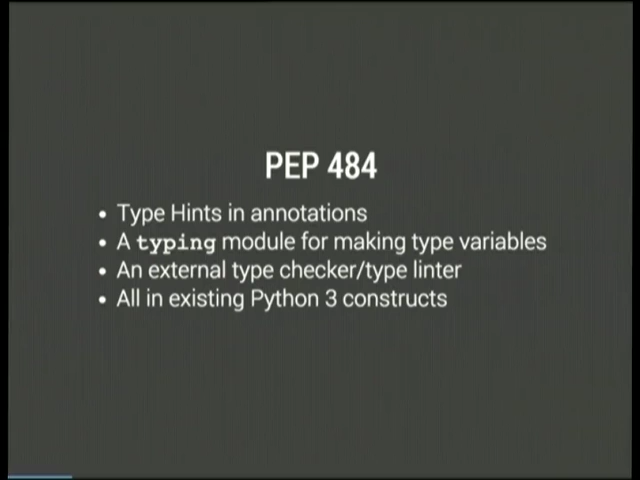 PEP 484
• Type Hints in annotations
• A typing module for making type variables
• An external type checker/type linter
• All in existing Python 3 constructs